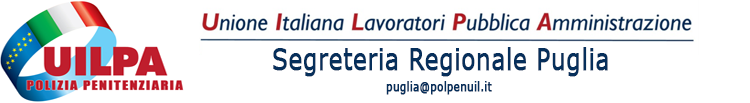 UILPA
POLIZIA PENITENZIARIA
Unione Italiana Lavoratori Pubblica Amministrazione
Segreteria Regionale Puglia
puglia@polpenuil.it